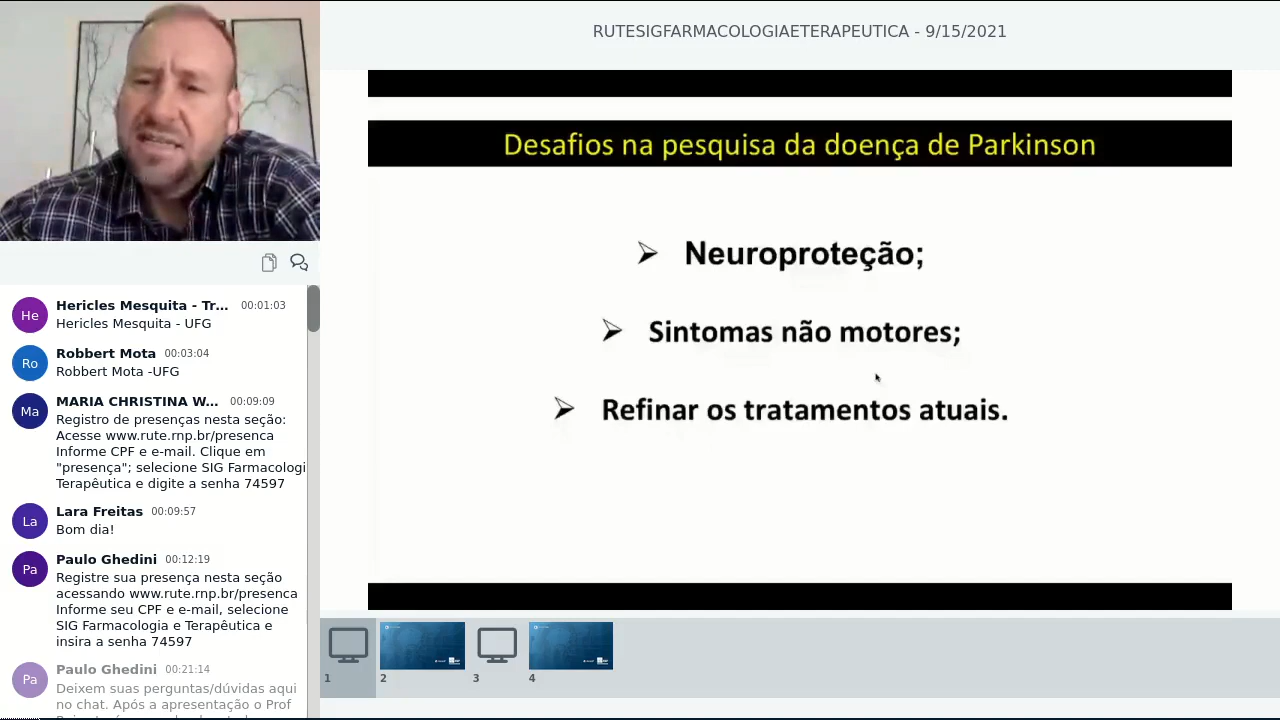 RUTESIGFARMACOLOGIAETERAPEUTICA - 9/15/2021
Desafios na pesquisa da doença de Parkinson
Neuroproteção;
Sintomas não motores;
Refinar os tratamentos atuais.
He
Hericles Mesquita - Tr... 00:01:03
Hericles Mesquita - UFG
Ro
Robbert Mota 00:03:04
Robbert Mota -UFG
Ma
MARIA CHRISTINA W... 00:09:09
Registro de presenças nesta seção:
Acesse www.rute.rnp.br/presenca
Informe CPF e e-mail. Clique em
"presença"; selecione SIG Farmacologi
Terapêutica e digite a senha 74597
La
Lara Freitas 00:09:57
Bom dia!
Pa
Paulo Ghedini 00:12:19
Registre sua presença nesta seção
acessando www.rute.rnp.br/presenca
Informe seu CPF e e-mail, selecione
SIG Farmacologia e Terapêutica e
insira a senha 74597
Pa
Paulo Ghedini 00:21:14
Deixem suas perguntas/dúvidas aqui
no chat. Após a apresentação o Prof
1
2
3
4